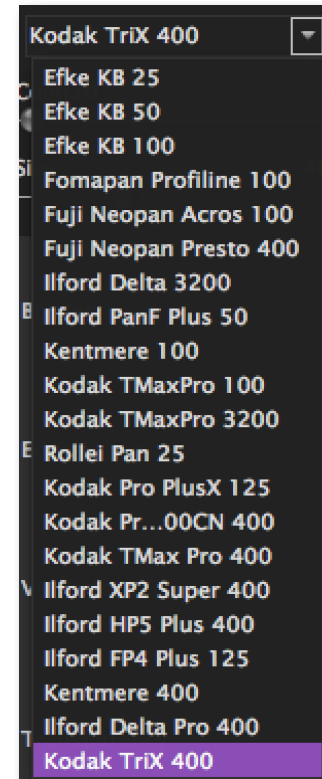 Kodak TriX 400
Efke KB 25
Efke KB 50
Efke KB 100
Fomapan Profiline 100
Fuji Neopan Acros 100
Fuji Neopan Presto 400
Ilford Delta 3200
Ilford PanF Plus 50
Kentmere 100
Kodak TMaxPro 100
Kodak TMaxPro 3200
Rollei Pan 25
Kodak Pro PlusX 125
Kodak Pr...00CN 400
Kodak TMax Pro 400
Ilford XP2 Super 400
Ilford HP5 Plus 400
Ilford FP4 Plus 125
Kentmere 400
Ilford Delta Pro 400
Kodak TriX 400